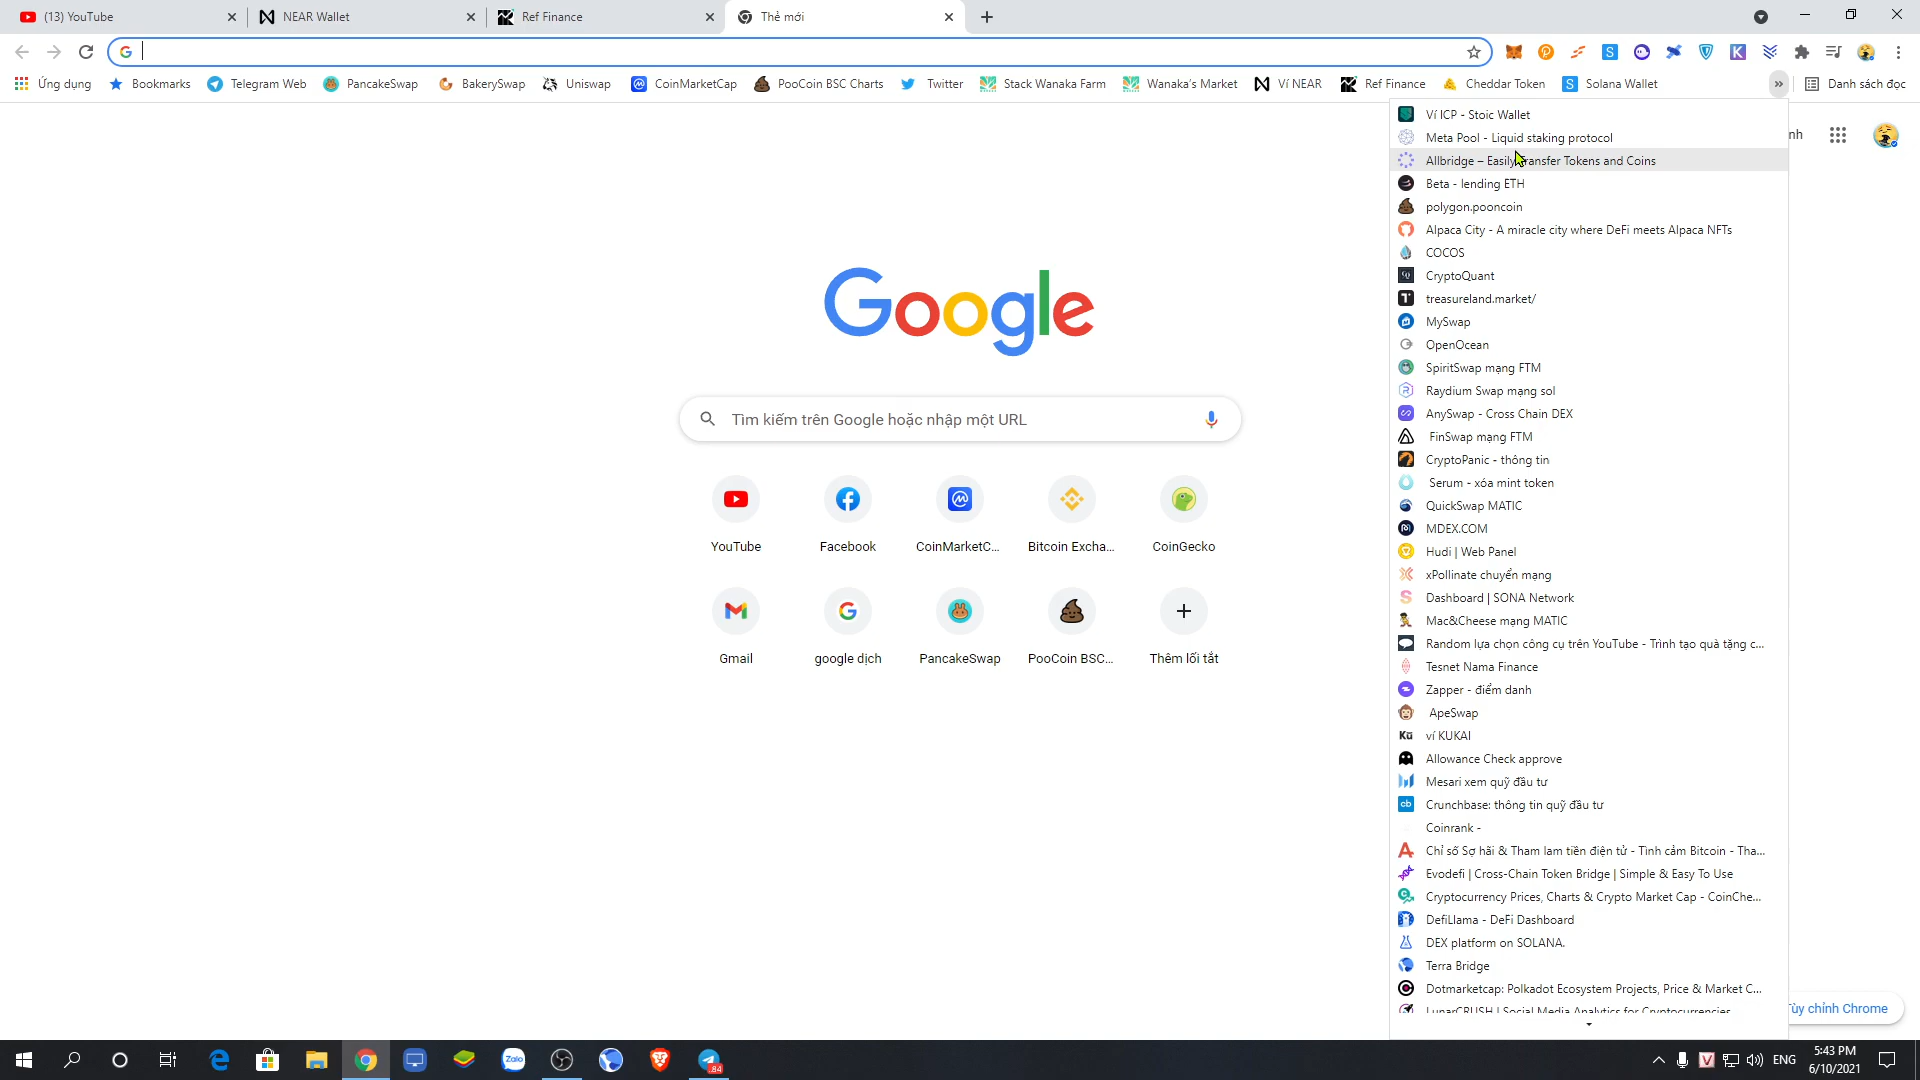 (13) YouTube
NEAR Wallet
Ref Finance
Thẻ mới
Ứng dụng
Bookmarks
Telegram Web
PancakeSwap
BakerySwap
Uniswap
CoinMarketCap
PooCoin BSC Charts
Twitter
Stack Wanaka Farm
Wanaka's Market
Ví NEAR
Ref Finance
Cheddar Token
Solana Wallet
»
Danh sách đọc
nh
Google
Tìm kiếm trên Google hoặc nhập một URL
YouTube
Facebook
CoinMarketC...
Bitcoin Excha...
CoinGecko
Gmail
google dịch
PancakeSwap
PooCoin BSC...
Thêm lối tắt
Ví ICP - Stoic Wallet
Meta Pool - Liquid staking protocol
Allbridge – Easily Transfer Tokens and Coins
Beta - lending ETH
polygon.pooncoin
Alpaca City - A miracle city where DeFi meets Alpaca NFTs
COCOS
CryptoQuant
treasureland.market/
MySwap
OpenOcean
SpiritSwap mạng FTM
Raydium Swap mạng sol
AnySwap - Cross Chain DEX
FinSwap mạng FTM
CryptoPanic - thông tin
Serum - xóa mint token
QuickSwap MATIC
MDEX.COM
Hudi | Web Panel
xPollinate chuyển mạng
Dashboard | SONA Network
Mac&Cheese mạng MATIC
Random lựa chọn công cụ trên YouTube - Trình tạo quà tặng c...
Tesnet Nama Finance
Zapper - điểm danh
ApeSwap
ví KUKAI
Allowance Check approve
Mesari xem quỹ đầu tư
Crunchbase: thông tin quỹ đầu tư
Coinrank -
Chỉ số Sợ hãi & Tham lam tiền điện tử - Tình cảm Bitcoin - Tha...
Evodefi | Cross-Chain Token Bridge | Simple & Easy To Use
Cryptocurrency Prices, Charts & Crypto Market Cap - CoinChe...
DefiLlama - DeFi Dashboard
DEX platform on SOLANA.
Terra Bridge
Dotmarketcap: Polkadot Ecosystem Projects, Price & Market C...
LunarCRUSH | Social Media Analytics for Cryptocurrencies
Tùy chỉnh Chrome
Zalo
84
ENG
5:43 PM
6/10/2021